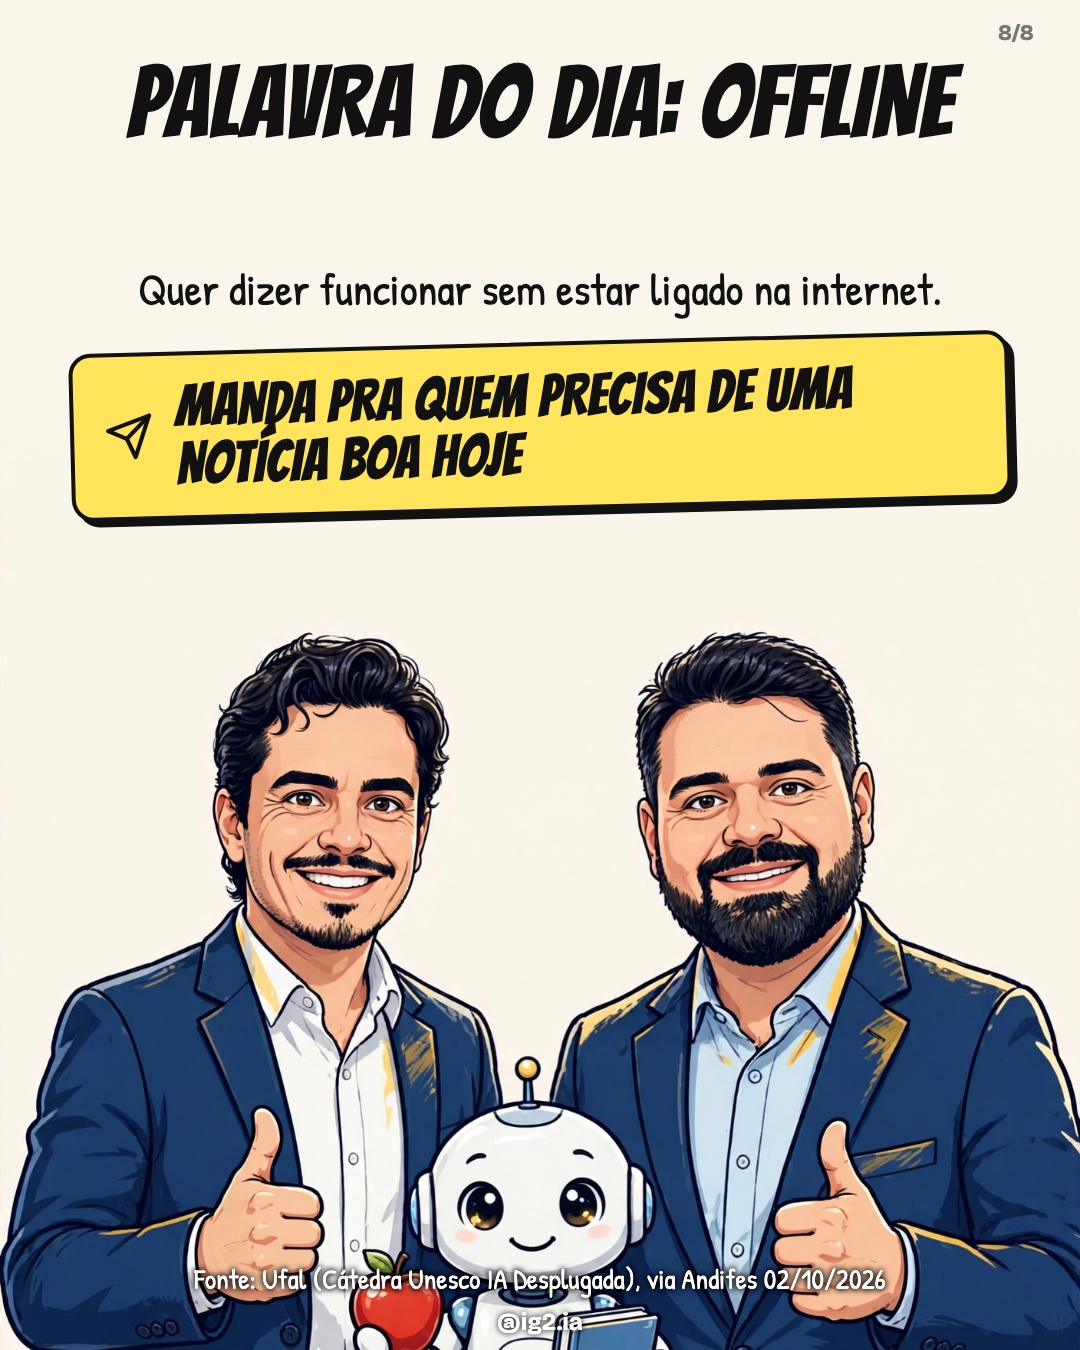 8/8
PALAVRA DO DIA: OFFLINE
Quer dizer funcionar sem estar ligado na internet.
MANDA PRA QUEM PRECISA DE UMA
NOTÍCIA BOA HOJE
Fonte: Ufal (Cátedra Unesco IA Desplugada), via Andifes 02/10/2026
@ig2.ia